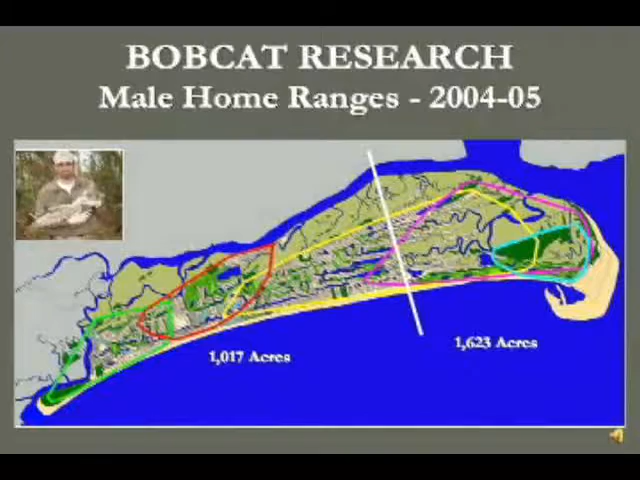 BOBCAT RESEARCH
Male Home Ranges - 2004-05
1,017 Acres
1,623 Acres